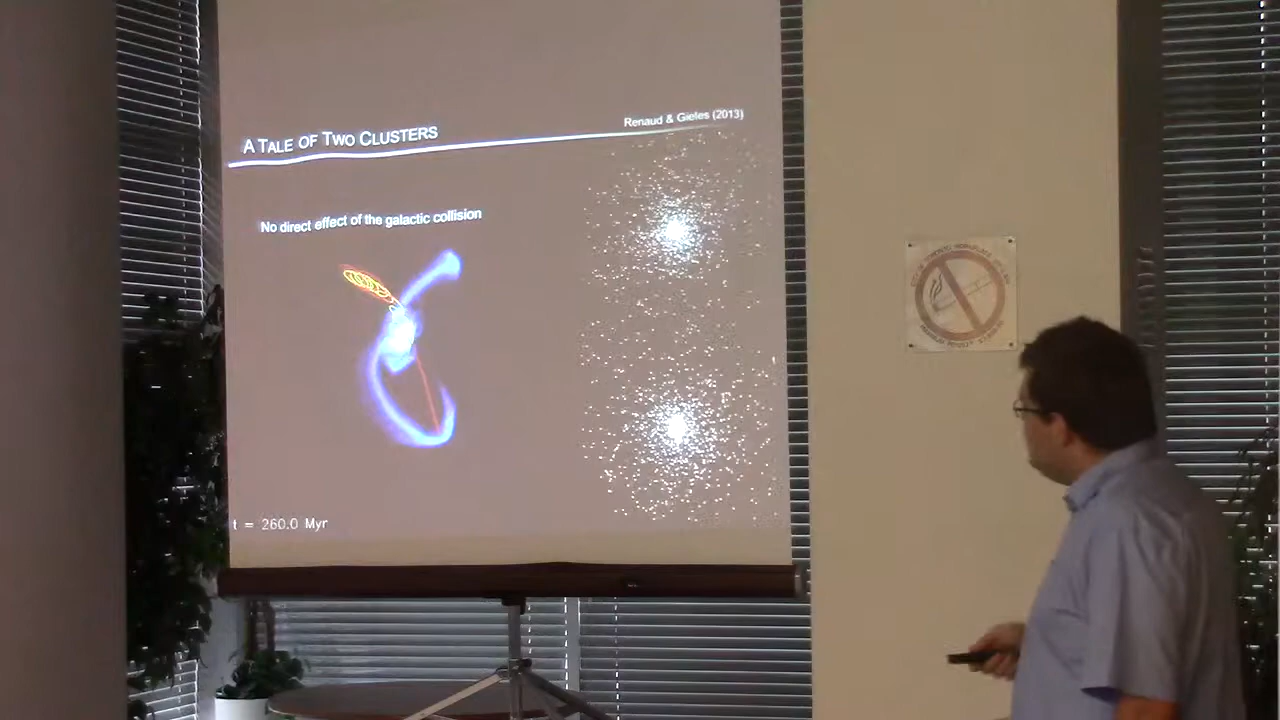 Renaud & Gieles (2013)
A TALE OF TWO CLUSTERS
No direct effect of the galactic collision
t = 260.0 Myr